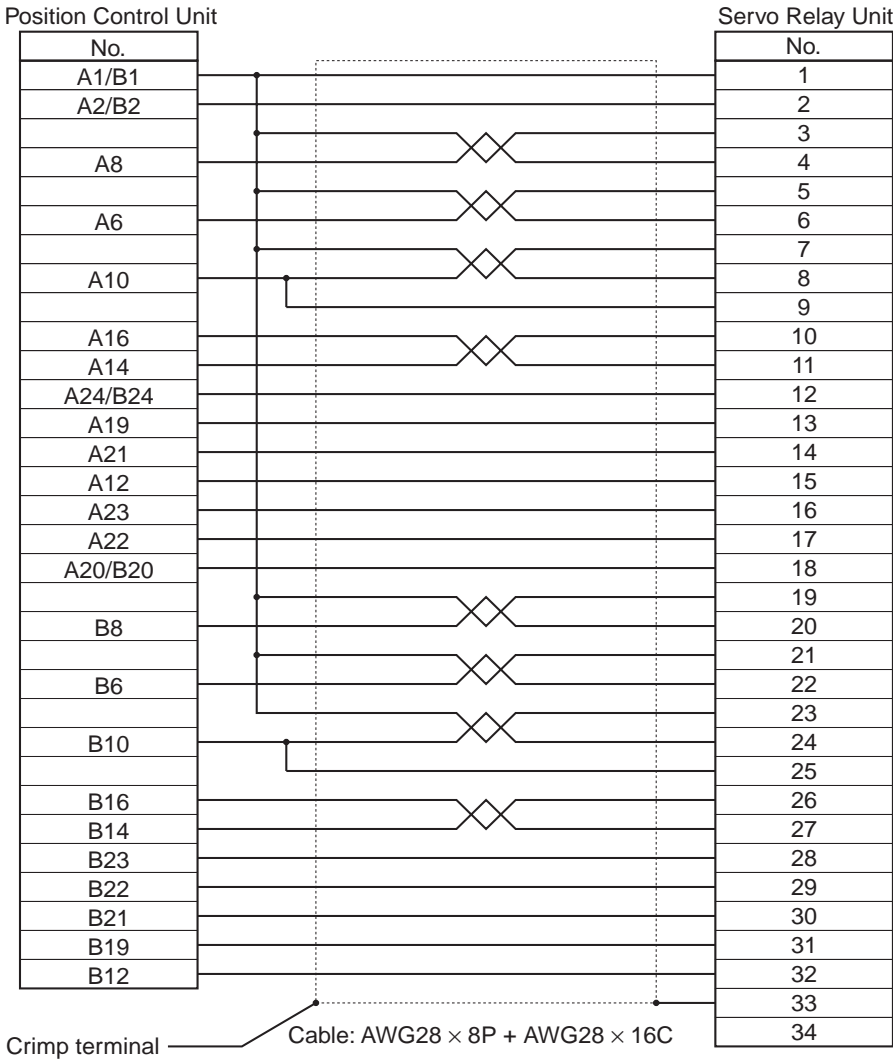 Position Control Unit Servo Relay Unit
No. No.
A1/B1 1
A2/B2 2
3
A8 4
5
A6 6
7
A10 8
9
A16 10
A14 11
A24/B24 12
A19 13
A21 14
A12 15
A23 16
A22 17
A20/B20 18
19
B8 20
21
B6 22
23
B10 24
25
B16 26
B14 27
B23 28
B22 29
B21 30
B19 31
B12 32
33
Crimp terminal Cable: AWG28 × 8P + AWG28 × 16C 34